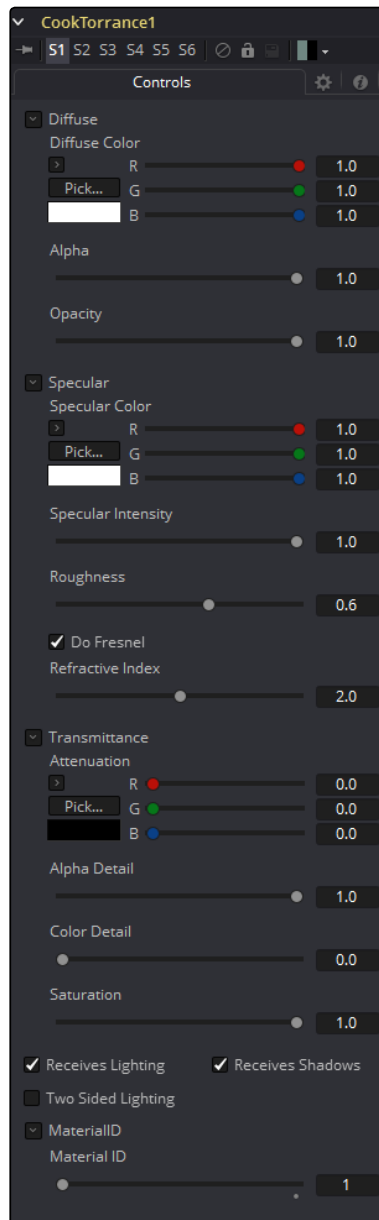 CookTorrance1
S1 S2 S3 S4 S5 S6
Controls
Diffuse
Diffuse Color
R 1.0
Pick... G 1.0
B 1.0
Alpha
1.0
Opacity
1.0
Specular
Specular Color
R 1.0
Pick... G 1.0
B 1.0
Specular Intensity
1.0
Roughness
0.6
Do Fresnel
Refractive Index
2.0
Transmittance
Attenuation
R 0.0
Pick... G 0.0
B 0.0
Alpha Detail
1.0
Color Detail
0.0
Saturation
1.0
Receives Lighting Receives Shadows
Two Sided Lighting
MaterialID
Material ID
1